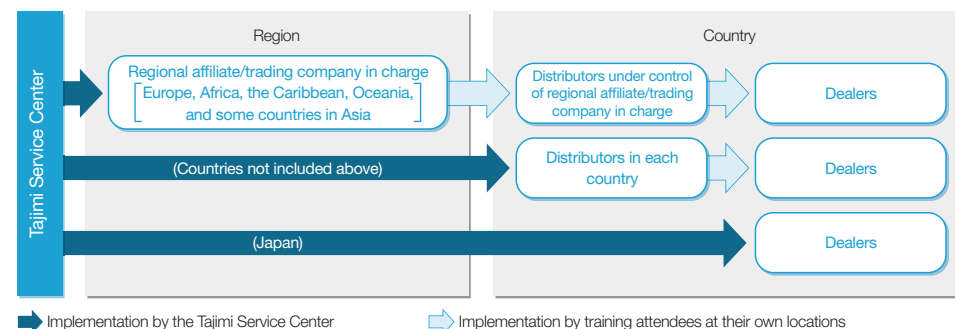 Tajimi Service Center
Region
Country
Regional affiliate/trading company in charge
Europe, Africa, the Caribbean, Oceania,
and some countries in Asia
Distributors under control
of regional affiliate/trading
company in charge
Dealers
(Countries not included above)
Distributors in each
country
Dealers
(Japan)
Dealers
Implementation by the Tajimi Service Center
Implementation by training attendees at their own locations